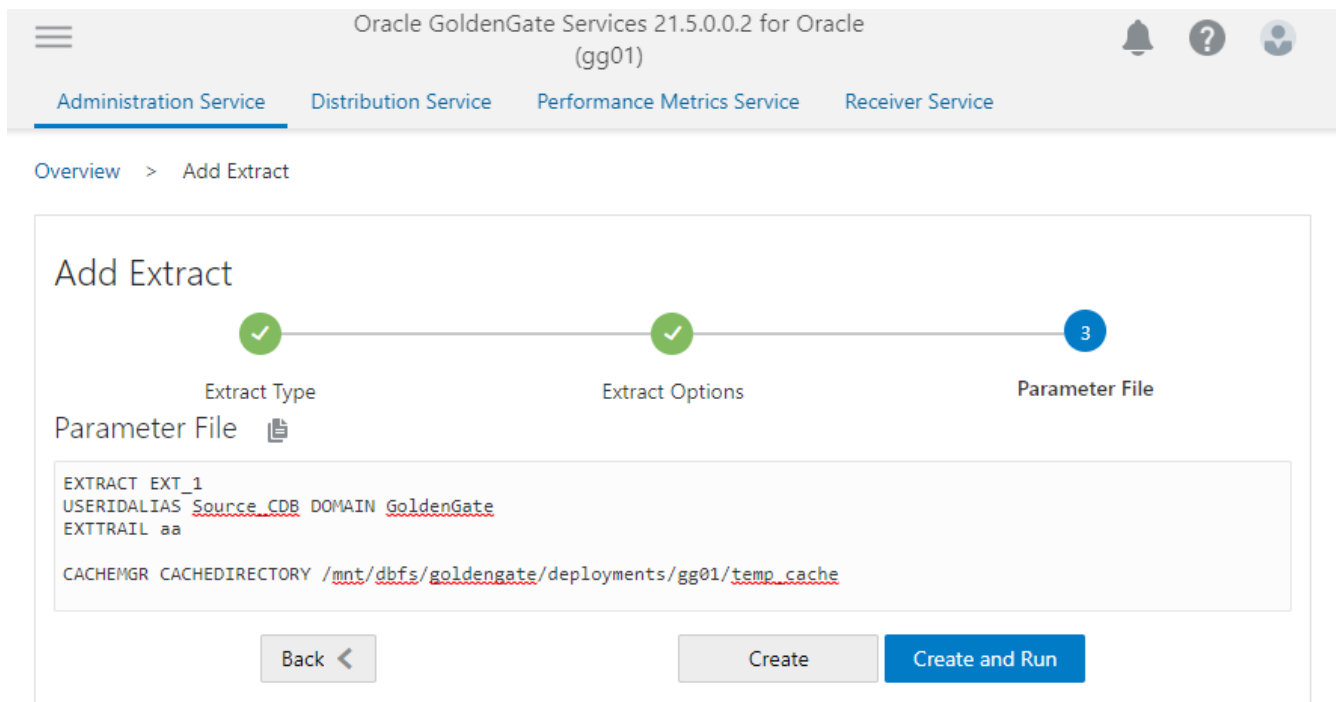 Oracle GoldenGate Services 21.5.0.0.2 for Oracle
(gg01)
?
Administration Service Distribution Service Performance Metrics Service Receiver Service
Overview > Add Extract
Add Extract
3
Extract Type Extract Options Parameter File
Parameter File
EXTRACT EXT_1
USERIDALIAS Source_CDB DOMAIN GoldenGate
EXTTRAIL aa
CACHEMGR CACHEDIRECTORY /mnt/dbfs/goldengate/deployments/gg01/temp_cache
Back Create Create and Run